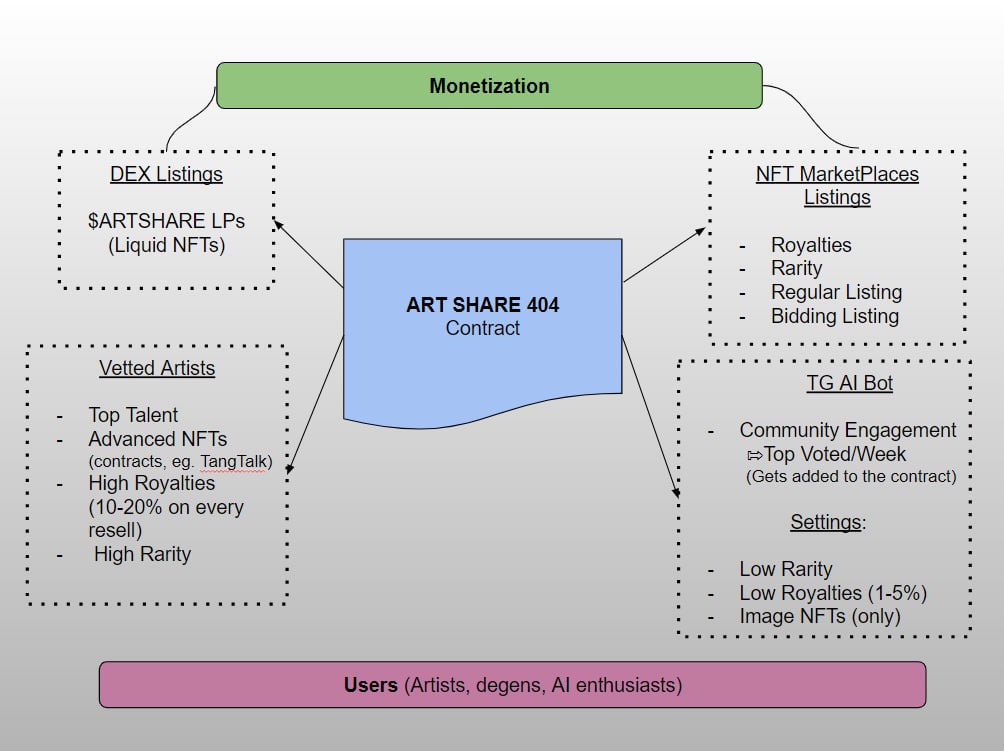 Monetization
DEX Listings
$ARTSHARE LPs
(Liquid NFTs)
NFT MarketPlaces
Listings
- Royalties
- Rarity
- Regular Listing
- Bidding Listing
ART SHARE 404
Contract
Vetted Artists
- Top Talent
- Advanced NFTs
(contracts, eg. TangTalk)
- High Royalties
(10-20% on every
resell)
- High Rarity
TG AI Bot
- Community Engagement
⤠Top Voted/Week
(Gets added to the contract)
Settings:
- Low Rarity
- Low Royalties (1-5%)
- Image NFTs (only)
Users (Artists, degens, AI enthusiasts)